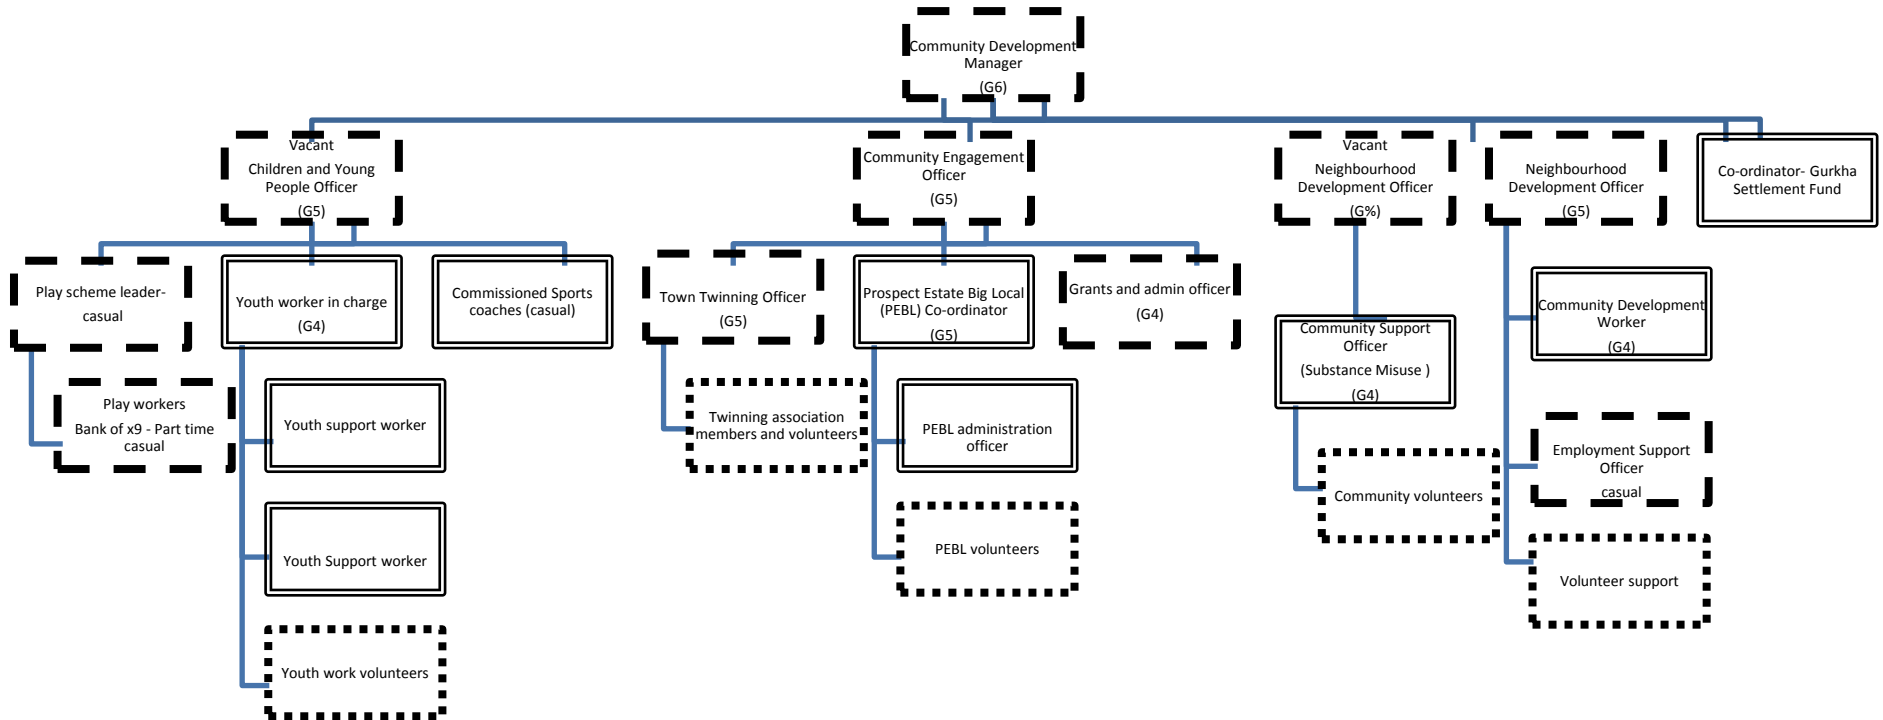 Community Development
Manager
(G6)
Vacant
Children and Young
People Officer
(G5)
Community Engagement
Officer
(G5)
Vacant
Neighbourhood
Development Officer
(G%)
Neighbourhood
Development Officer
(G5)
Co-ordinator- Gurkha
Settlement Fund
Play scheme leader-
casual
Youth worker in charge
(G4)
Commissioned Sports
coaches (casual)
Town Twinning Officer
(G5)
Prospect Estate Big Local
(PEBL) Co-ordinator
(G5)
Grants and admin officer
(G4)
Community Support
Officer
(Substance Misuse )
(G4)
Community Development
Worker
(G4)
Play workers
Bank of x9 - Part time
casual
Youth support worker
Twinning association
members and volunteers
PEBL administration
officer
Community volunteers
Employment Support
Officer
casual
Youth Support worker
PEBL volunteers
Volunteer support
Youth work volunteers